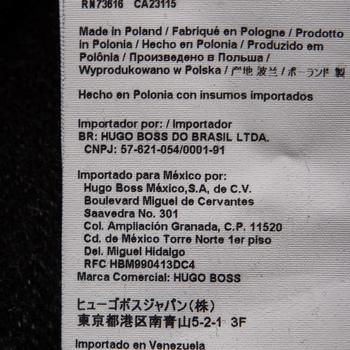 RN73616 CA23115
Made in Poland / Fabriqué en Pologne / Prodotto
in Polonia / Hecho en Polonia / Produzido em
Polônia / Произведено в Польша /
Wyprodukowano w Polska / 产地 波兰 / ポーランド 製
Hecho en Polonia con insumos importados
Importador por: / Importador
BR: HUGO BOSS DO BRASIL LTDA.
CNPJ: 57-621-054/0001-91
Importado para México por:
Hugo Boss México,S,A, de C.V.
Boulevard Miguel de Cervantes
Saavedra No. 301
Col. Ampliación Granada, C.P. 11520
Cd. de México Torre Norte 1er piso
Del. Miguel Hidalgo
RFC HBM990413DC4
Marca Comercial: HUGO BOSS
ヒューゴボスジャパン(株)
東京都港区南青山5-2-1 3F
Importado en Venezuela